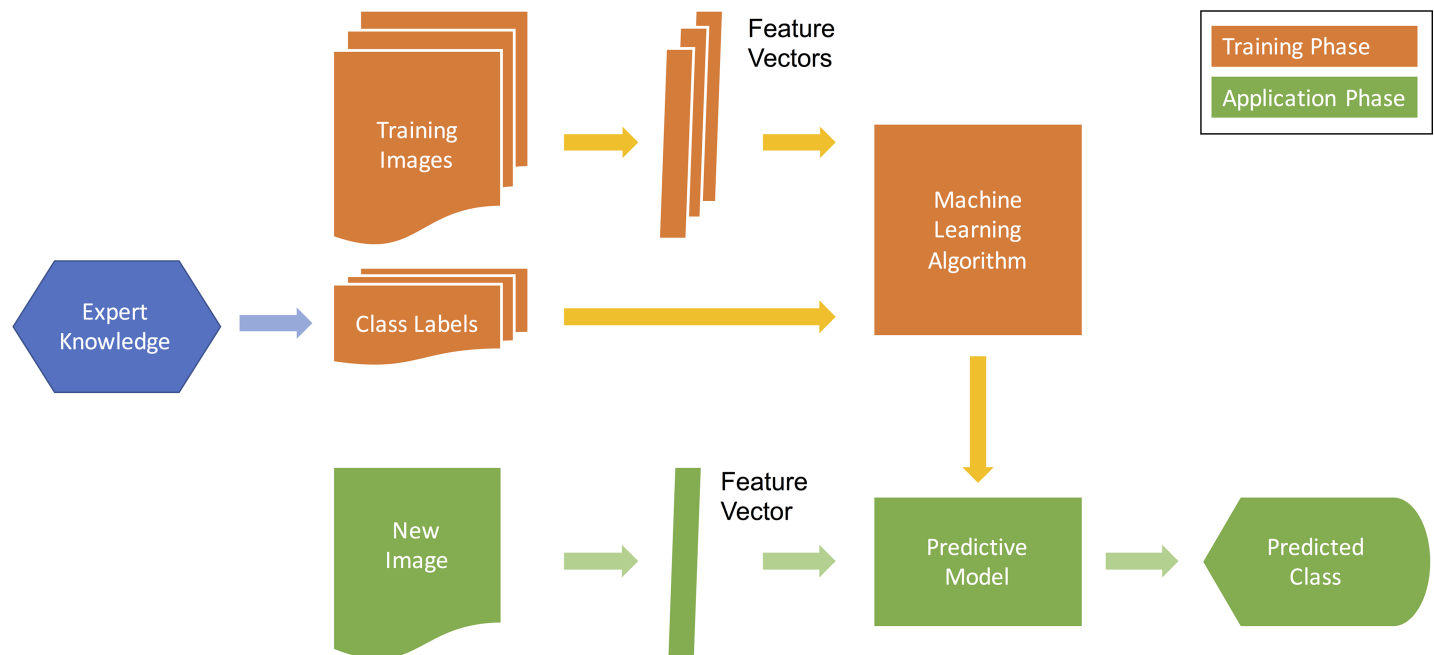 Feature
Vectors
Training Phase
Application Phase
Training
Images
Machine
Learning
Algorithm
Expert
Knowledge
Class Labels
New
Image
Feature
Vector
Predictive
Model
Predicted
Class